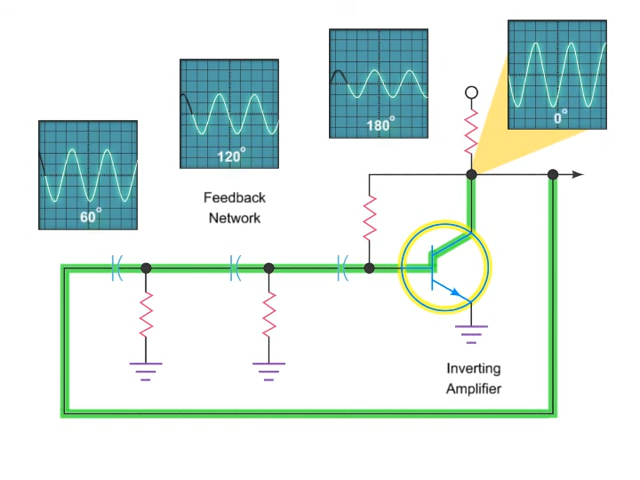 0°
180°
120°
60°
Feedback
Network
Inverting
Amplifier